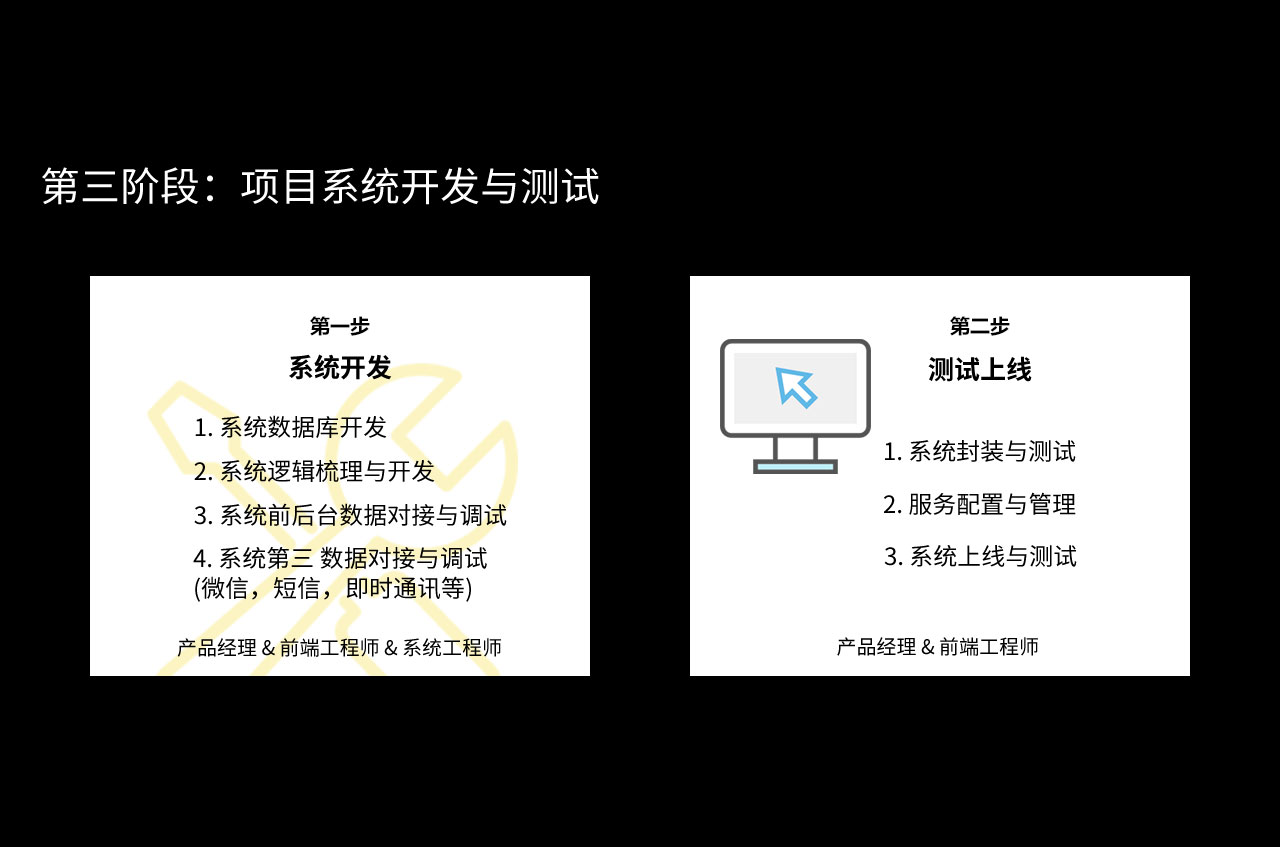 第三阶段：项目系统开发与测试
第一步
系统开发
1. 系统数据库开发
2. 系统逻辑梳理与开发
3. 系统前后台数据对接与调试
4. 系统第三 数据对接与调试
(微信，短信，即时通讯等)
产品经理 & 前端工程师 & 系统工程师
第二步
测试上线
1. 系统封装与测试
2. 服务配置与管理
3. 系统上线与测试
产品经理 & 前端工程师